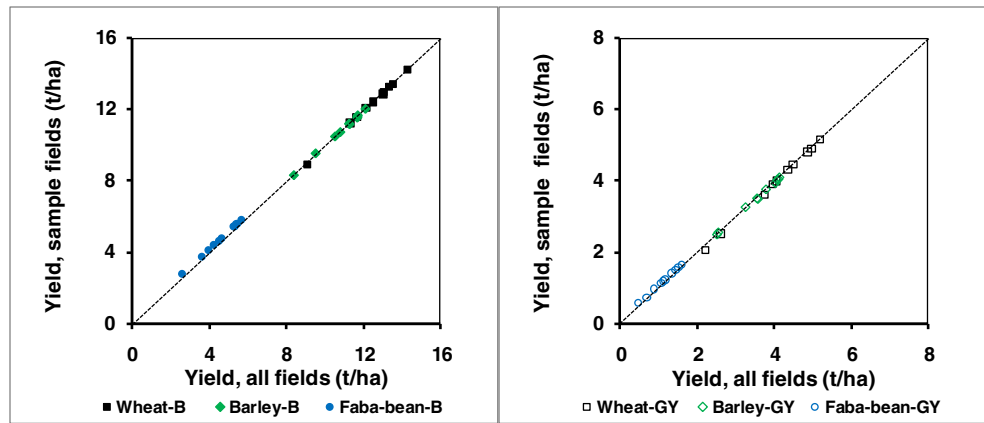 16
12
8
4
0
Yield, sample fields (t/ha)
0 4 8 12 16
Yield, all fields (t/ha)
Wheat-B Barley-B Faba-bean-B
8
6
4
2
0
Yield, sample fields (t/ha)
0 2 4 6 8
Yield, all fields (t/ha)
Wheat-GY Barley-GY Faba-bean-GY